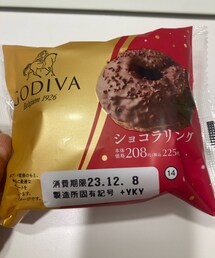 GODIVA
Belgium 1926
ショコラリング
本体価格208円 税込225円
消費期限23.12.8
製造所固有記号 +YKY
14